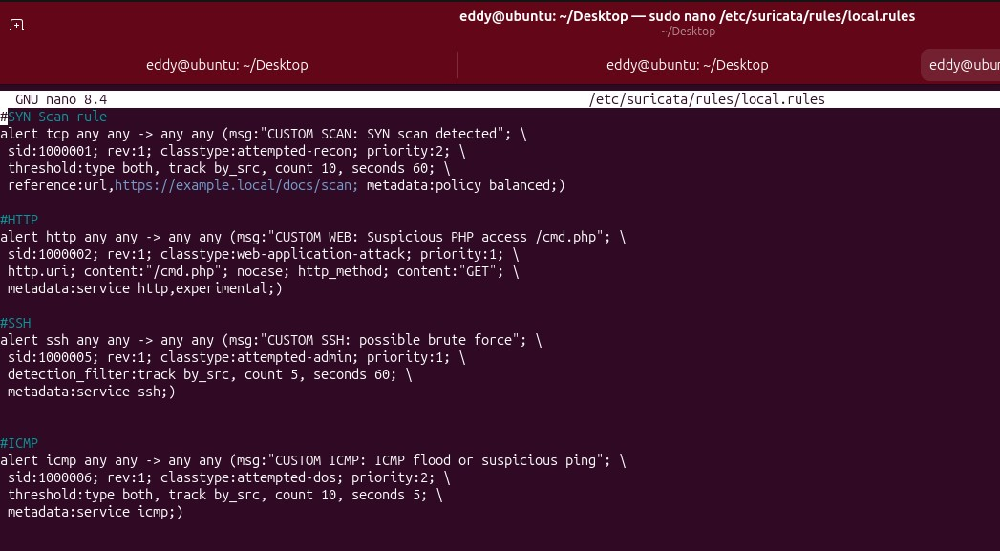 eddy@ubuntu: ~/Desktop — sudo nano /etc/suricata/rules/local.rules
~/Desktop
eddy@ubuntu: ~/Desktop
eddy@ubuntu: ~/Desktop
GNU nano 8.4 /etc/suricata/rules/local.rules
#SYN Scan rule
alert tcp any any -> any any (msg:"CUSTOM SCAN: SYN scan detected"; \
sid:1000001; rev:1; classtype:attempted-recon; priority:2; \
threshold:type both, track by_src, count 10, seconds 60; \
reference:url,https://example.local/docs/scan; metadata:policy balanced;)
#HTTP
alert http any any -> any any (msg:"CUSTOM WEB: Suspicious PHP access /cmd.php"; \
sid:1000002; rev:1; classtype:web-application-attack; priority:1; \
http.uri; content:"/cmd.php"; nocase; http_method; content:"GET"; \
metadata:service http,experimental;)
#SSH
alert ssh any any -> any any (msg:"CUSTOM SSH: possible brute force"; \
sid:1000005; rev:1; classtype:attempted-admin; priority:1; \
detection_filter:track by_src, count 5, seconds 60; \
metadata:service ssh;)
#ICMP
alert icmp any any -> any any (msg:"CUSTOM ICMP: ICMP flood or suspicious ping"; \
sid:1000006; rev:1; classtype:attempted-dos; priority:2; \
threshold:type both, track by_src, count 10, seconds 5; \
metadata:service icmp;)